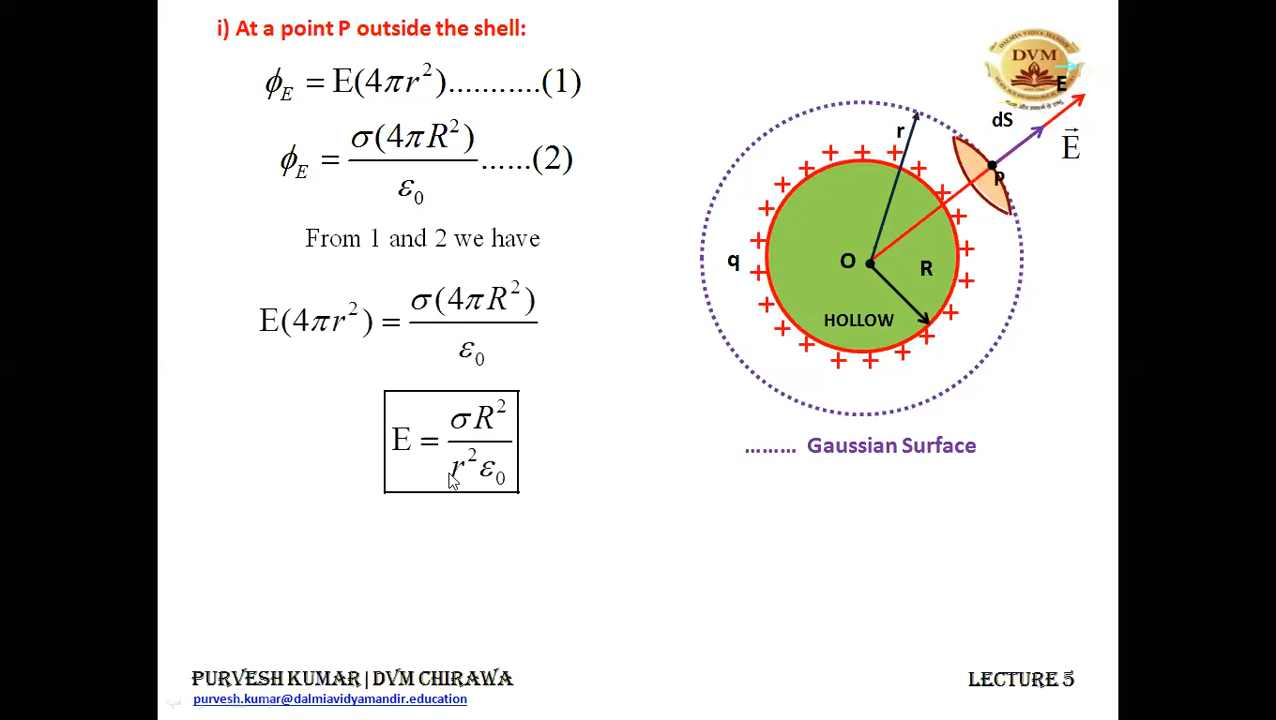 i) At a point P outside the shell:
ϕ_E = E(4πr²)...........(1)
ϕ_E = σ(4πR²)/ε₀ ......(2)
From 1 and 2 we have
E(4πr²) = σ(4πR²)/ε₀
E = σR²/r²ε₀
DVM
E
dS
r
E⃗
P
q
O
R
HOLLOW
......... Gaussian Surface
PURVESH KUMAR|DVM CHIRAWA
purvesh.kumar@dalmiavidyamandir.education
LECTURE 5